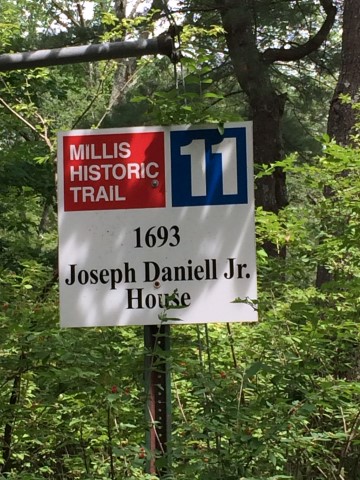 MILLIS
HISTORIC
TRAIL
11
1693
Joseph Daniell Jr.
House